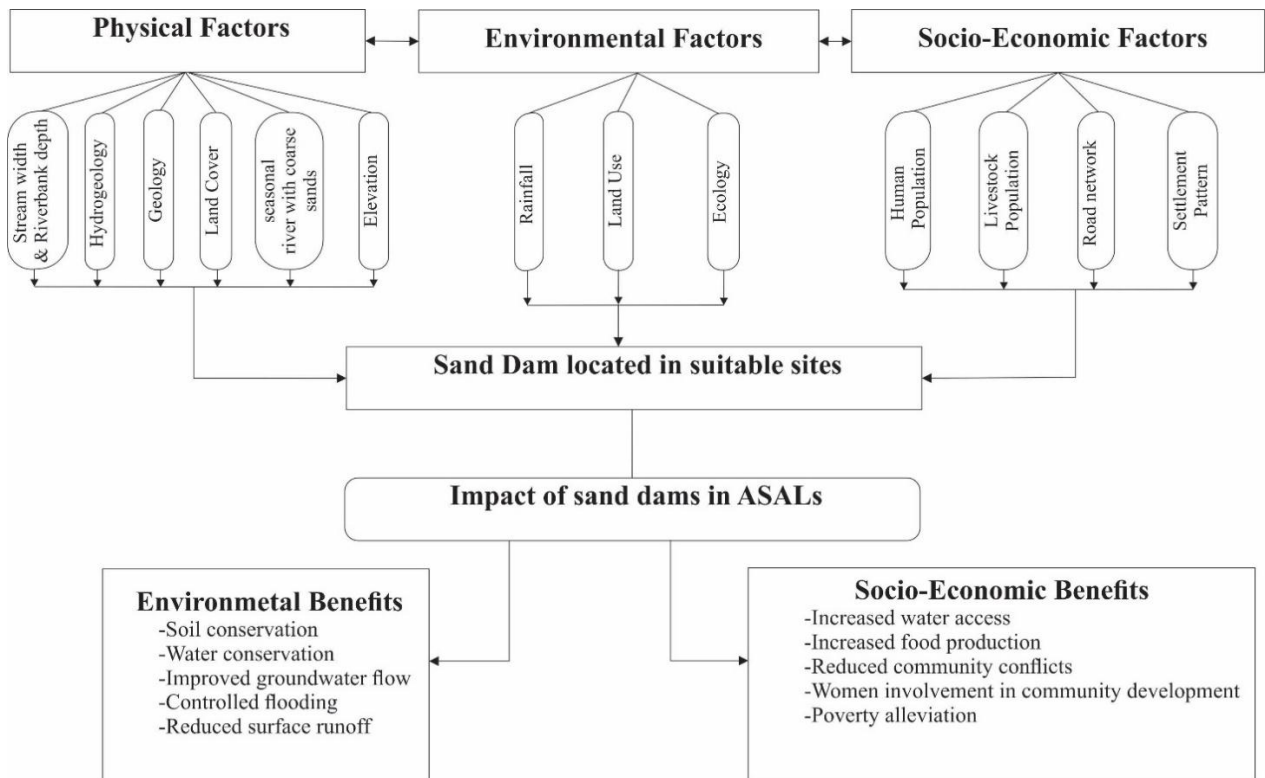 Physical Factors
Environmental Factors
Socio-Economic Factors
Stream width
& Riverbank depth
Hydrogeology
Geology
Land Cover
seasonal
river with coarse
sands
Elevation
Rainfall
Land Use
Ecology
Human
Population
Livestock
Population
Road network
Settlement
Pattern
Sand Dam located in suitable sites
Impact of sand dams in ASALs
Environmetal Benefits
-Soil conservation
-Water conservation
-Improved groundwater flow
-Controlled flooding
-Reduced surface runoff
Socio-Economic Benefits
-Increased water access
-Increased food production
-Reduced community conflicts
-Women involvement in community development
-Poverty alleviation